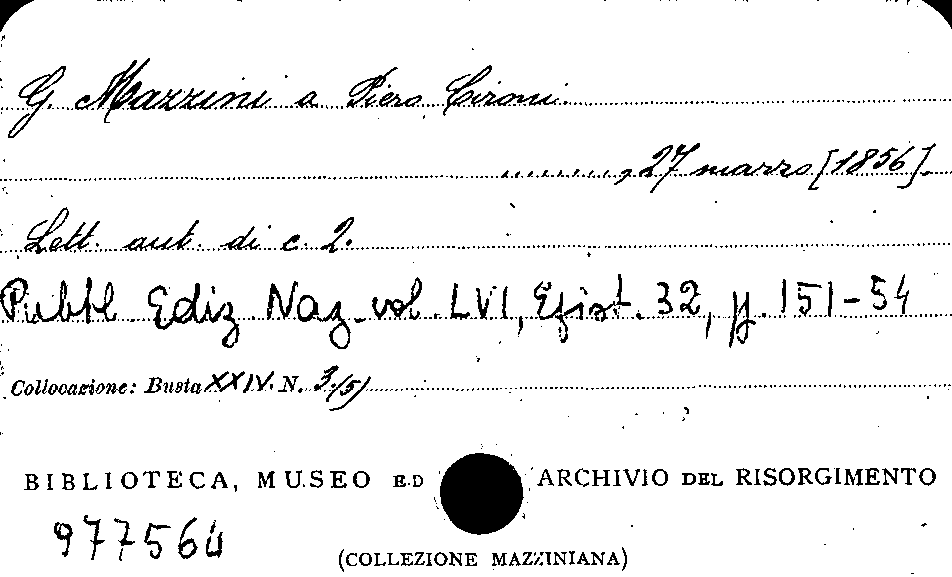 G. Mazzini a Piero Cironi.
..........., 27 marzo [1856].
Lett. aut. di c. 2.
Pubbl. Ediz. Naz. vol. LVI, Epist. 32, p. 151-54
Collocazione: Busta XXIV. N. 3/5)
BIBLIOTECA, MUSEO ED ARCHIVIO DEL RISORGIMENTO
977564
(COLLEZIONE MAZZINIANA)